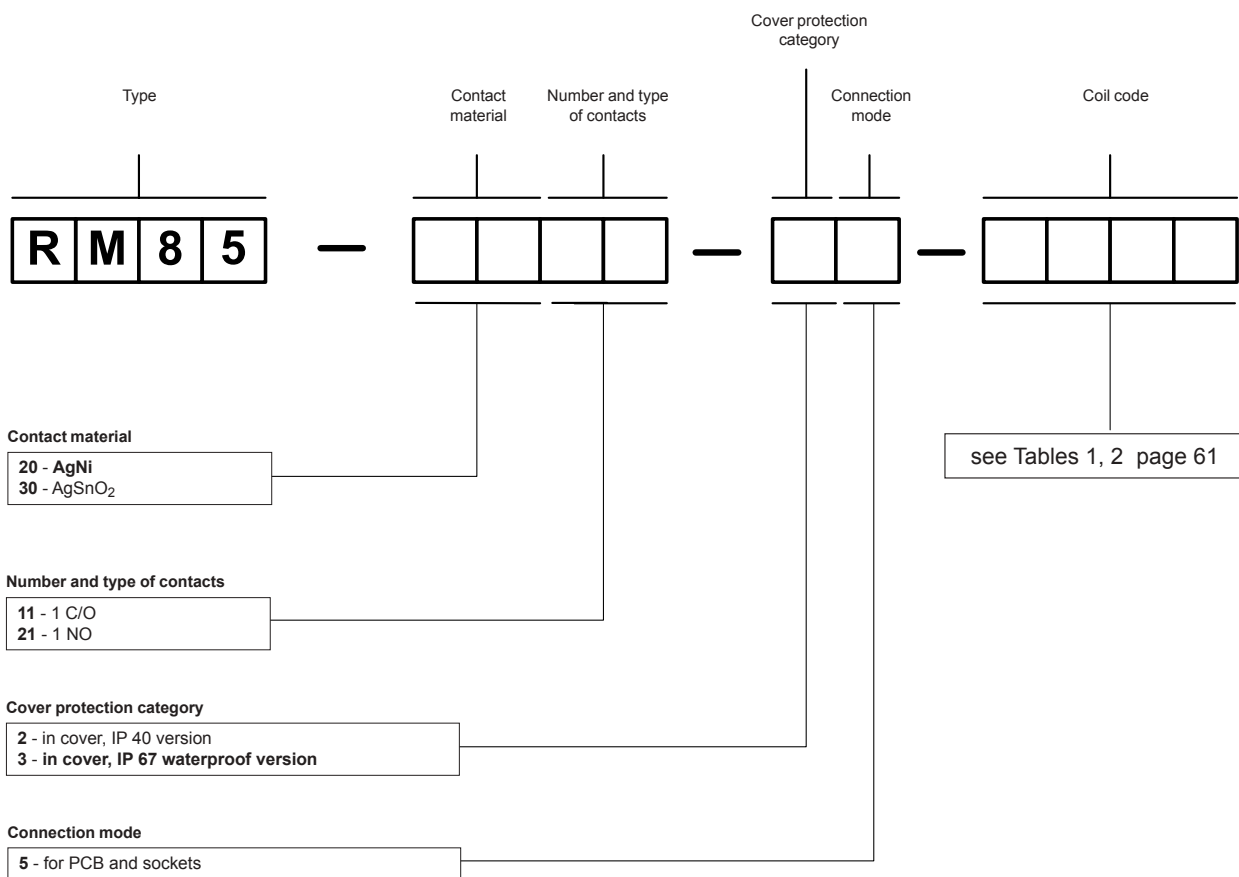 Cover protection
category
Type
Contact
material
Number and type
of contacts
Connection
mode
Coil code
RM85 — — —
Contact material
20 - AgNi
30 - AgSnO₂
see Tables 1, 2 page 61
Number and type of contacts
11 - 1 C/O
21 - 1 NO
Cover protection category
2 - in cover, IP 40 version
3 - in cover, IP 67 waterproof version
Connection mode
5 - for PCB and sockets